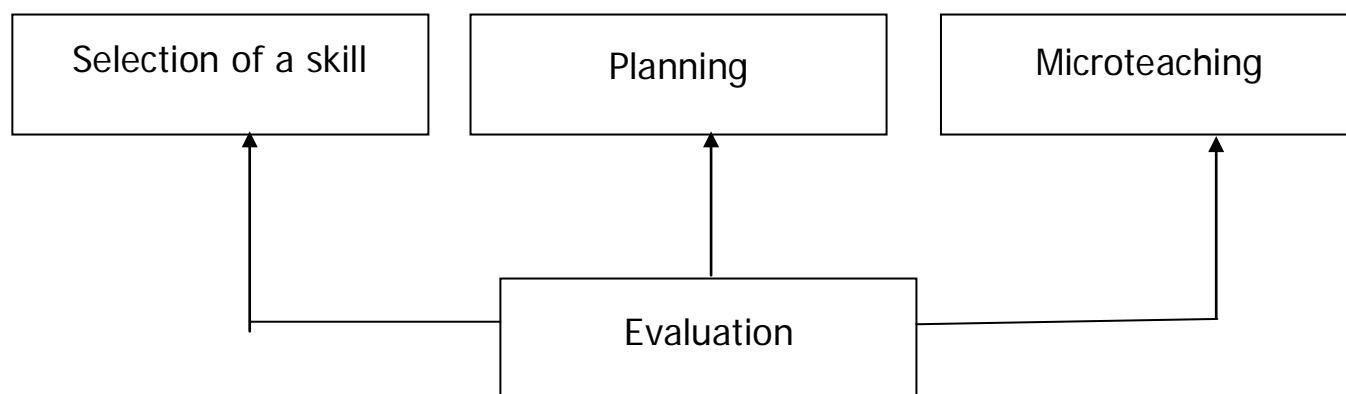 Selection of a skill
Planning
Microteaching
Evaluation